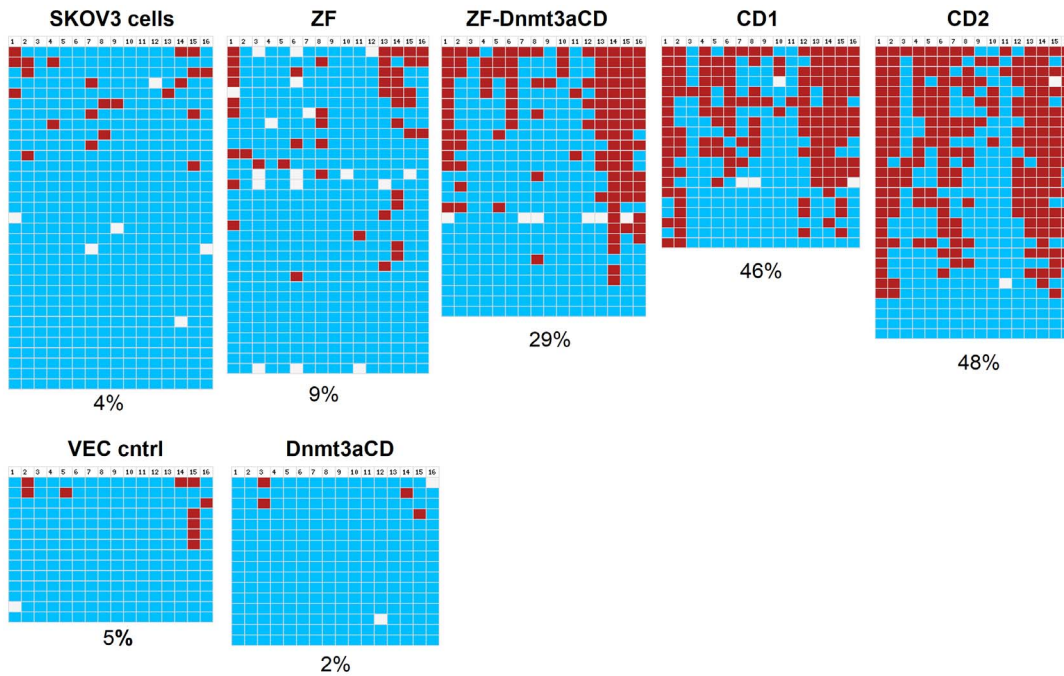 SKOV3 cells
ZF
ZF-Dnmt3aCD
CD1
CD2
1 2 3 4 5 6 7 8 9 10 11 12 13 14 15 16
1 2 3 4 5 6 7 8 9 10 11 12 13 14 15 16
1 2 3 4 5 6 7 8 9 10 11 12 13 14 15 16
1 2 3 4 5 6 7 8 9 10 11 12 13 14 15 16
1 2 3 4 5 6 7 8 9 10 11 12 13 14 15
4%
9%
29%
46%
48%
VEC cntrl
Dnmt3aCD
1 2 3 4 5 6 7 8 9 10 11 12 13 14 15 16
1 2 3 4 5 6 7 8 9 10 11 12 13 14 15 16
5%
2%